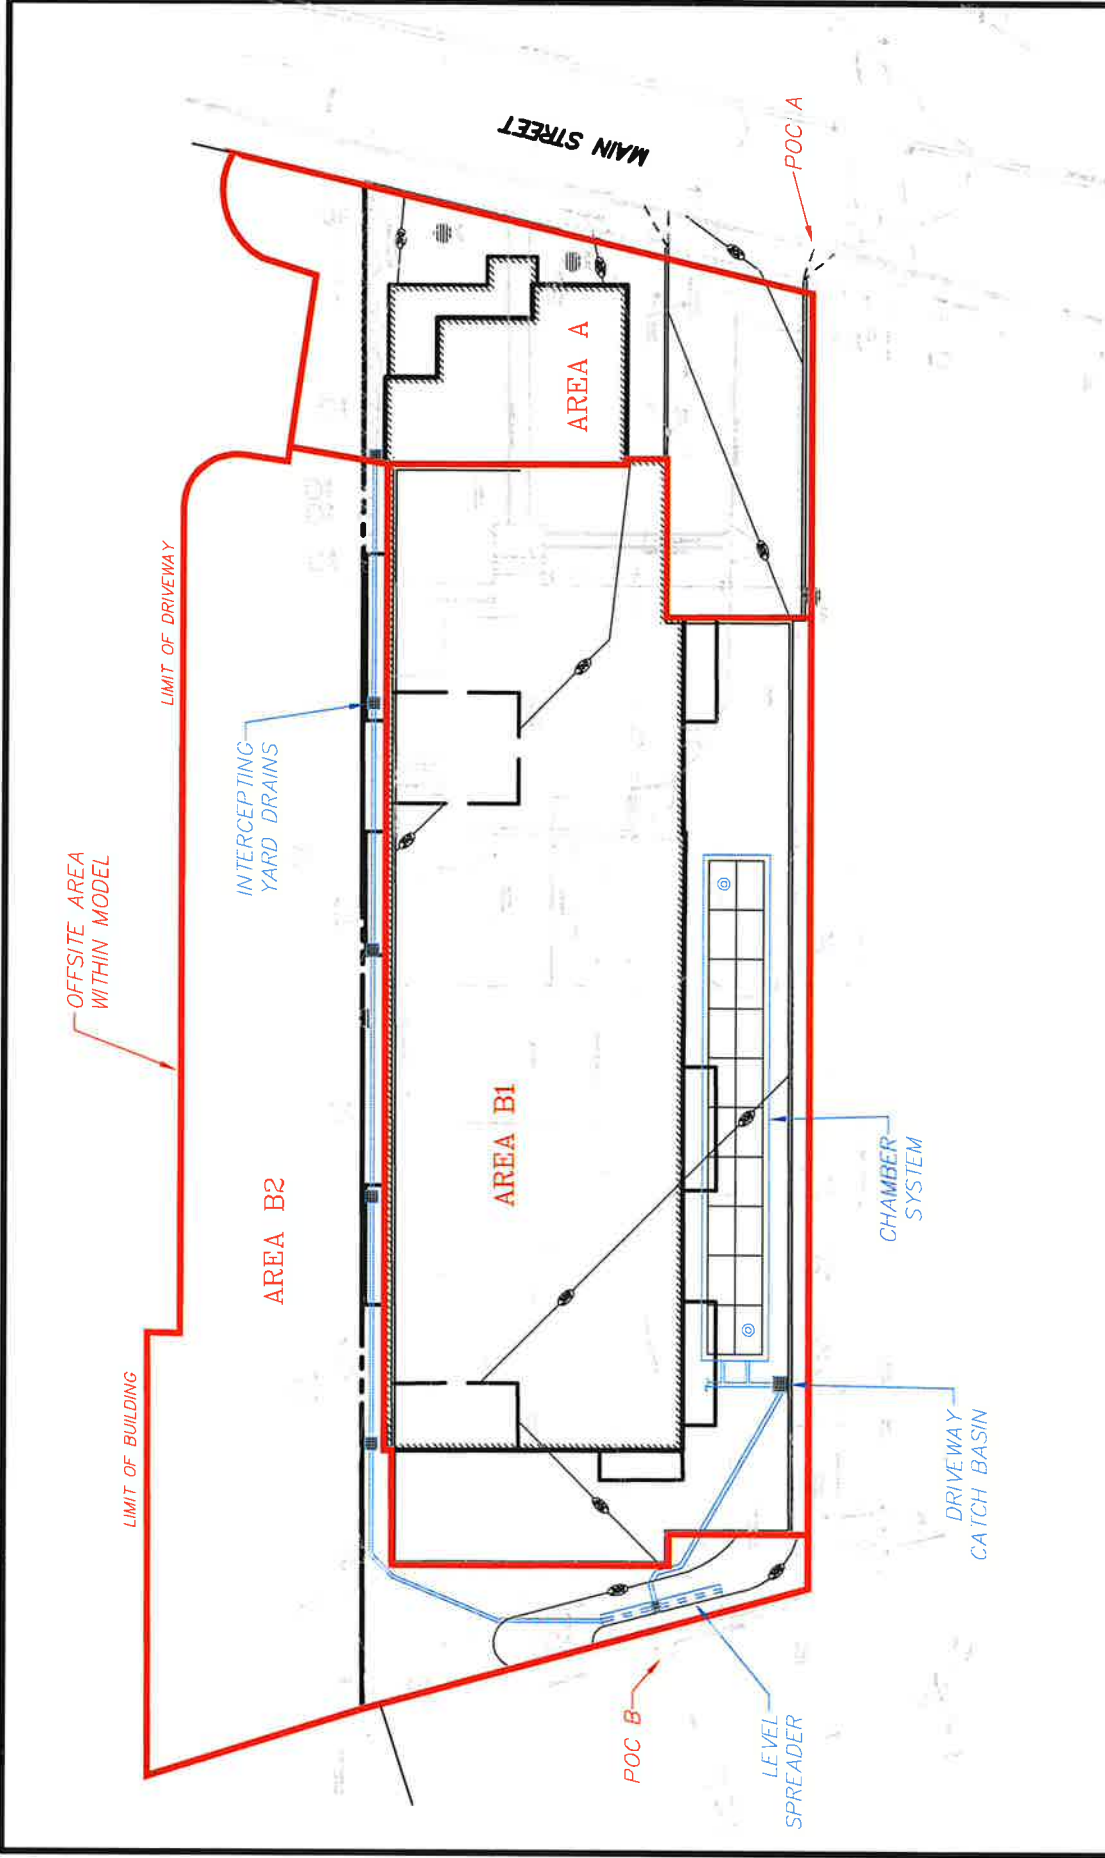 OFFSITE AREA
WITHIN MODEL
LIMIT OF BUILDING
LIMIT OF DRIVEWAY
INTERCEPTING
YARD DRAINS
AREA B2
AREA B1
AREA A
MAIN STREET
POC A
POC B
LEVEL
SPREADER
DRIVEWAY
CATCH BASIN
CHAMBER
SYSTEM